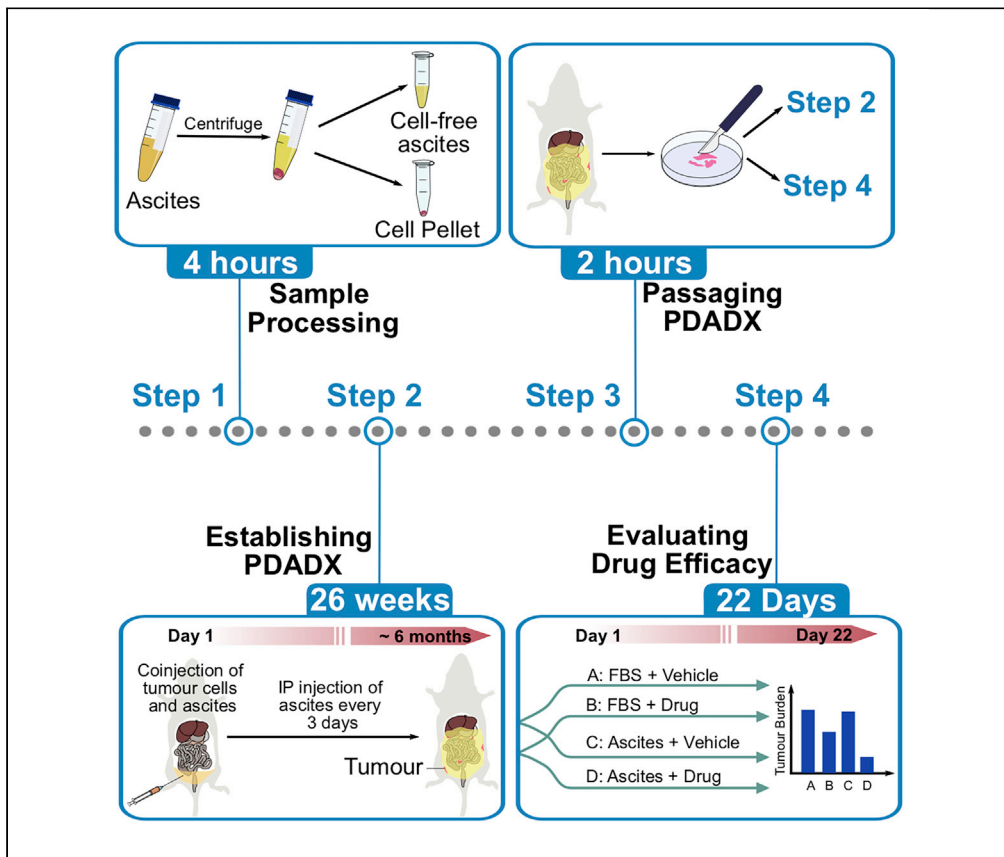 Ascites
Centrifuge
Cell-free
ascites
Cell Pellet
4 hours
Sample
Processing
Step 2
Step 4
2 hours
Passaging
PDADX
Step 1
Step 2
Step 3
Step 4
Establishing
PDADX
26 weeks
Day 1
~ 6 months
Coinjection of
tumour cells
and ascites
IP injection of
ascites every
3 days
Tumour
Evaluating
Drug Efficacy
22 Days
Day 1
Day 22
A: FBS + Vehicle
B: FBS + Drug
C: Ascites + Vehicle
D: Ascites + Drug
Tumour Burden
A B C D